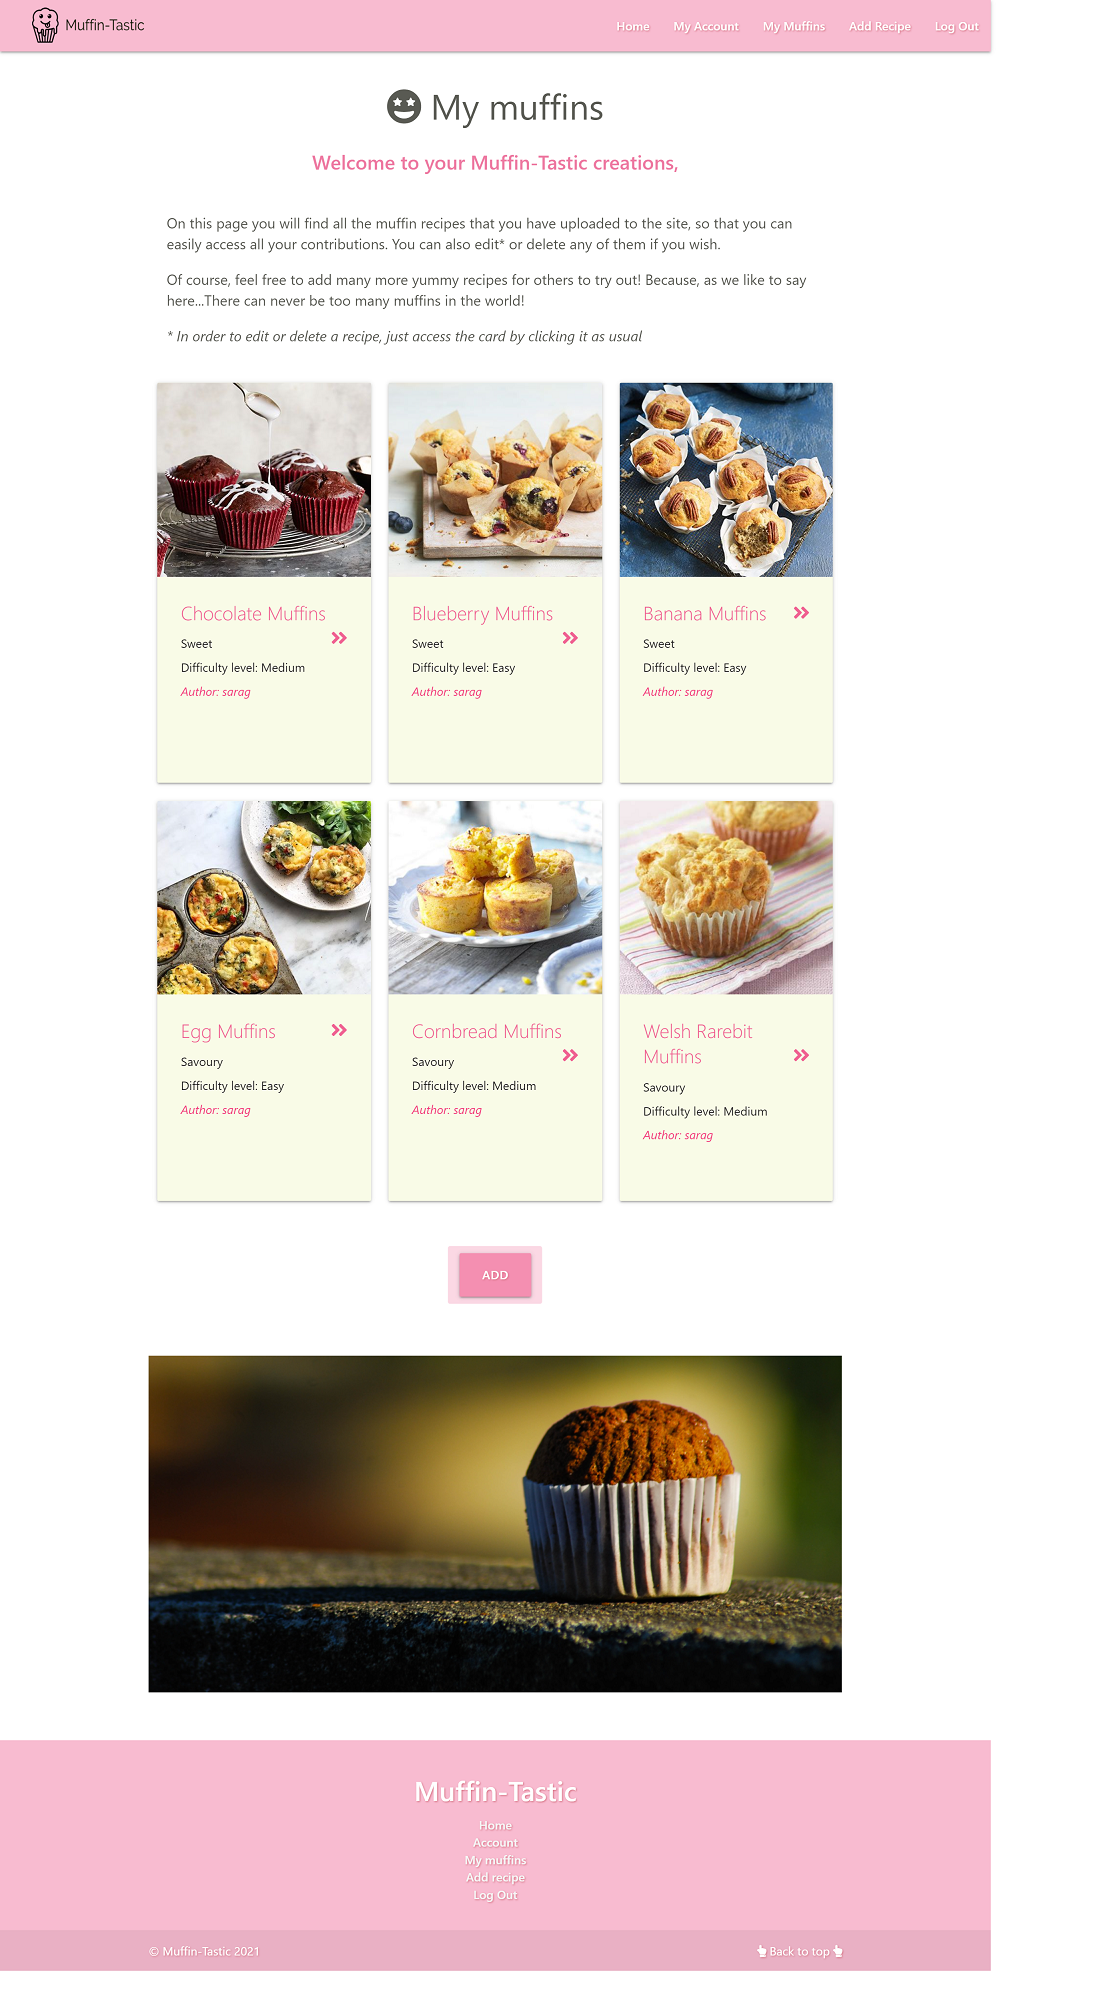 Muffin-Tastic
Home My Account My Muffins Add Recipe Log Out
My muffins
Welcome to your Muffin-Tastic creations,
On this page you will find all the muffin recipes that you have uploaded to the site, so that you can
easily access all your contributions. You can also edit* or delete any of them if you wish.
Of course, feel free to add many more yummy recipes for others to try out! Because, as we like to say
here...There can never be too many muffins in the world!
* In order to edit or delete a recipe, just access the card by clicking it as usual
Chocolate Muffins
Sweet
Difficulty level: Medium
Author: sarag
Blueberry Muffins
Sweet
Difficulty level: Easy
Author: sarag
Banana Muffins
Sweet
Difficulty level: Easy
Author: sarag
Egg Muffins
Savoury
Difficulty level: Easy
Author: sarag
Cornbread Muffins
Savoury
Difficulty level: Medium
Author: sarag
Welsh Rarebit
Muffins
Savoury
Difficulty level: Medium
Author: sarag
ADD
Muffin-Tastic
Home
Account
My muffins
Add recipe
Log Out
© Muffin-Tastic 2021
Back to top